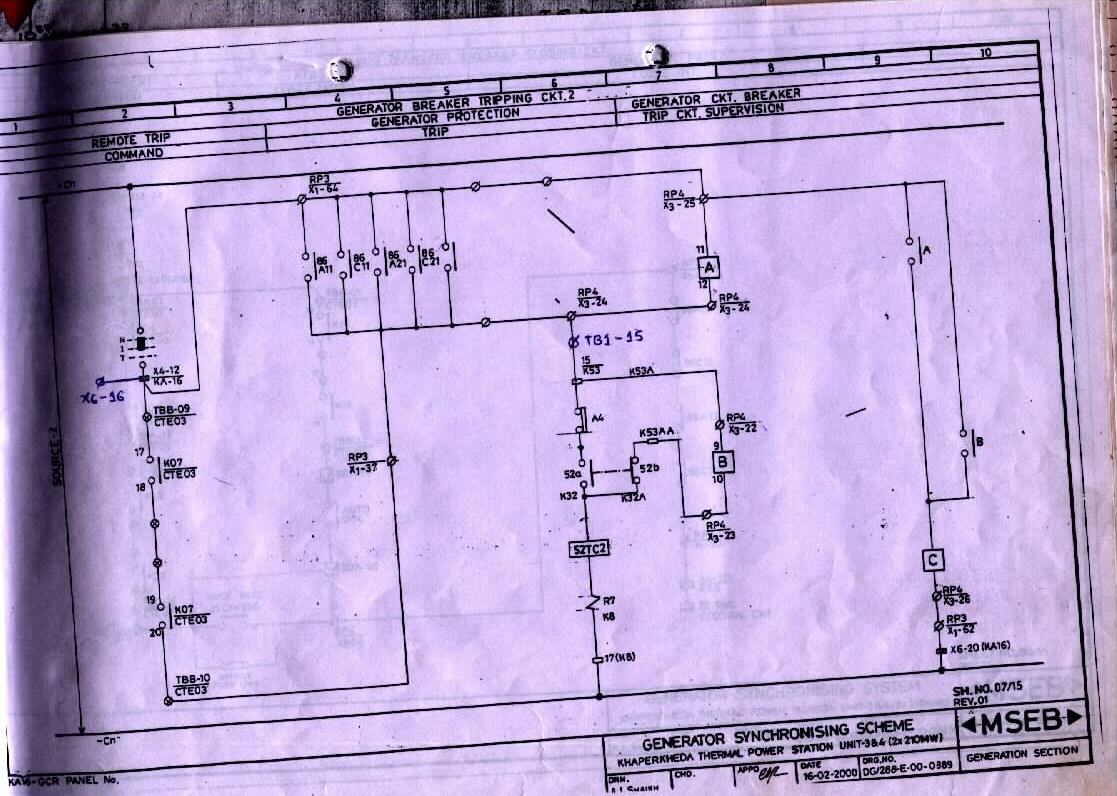 1 2 3 4 5 6 7 8 9 10
REMOTE TRIP
COMMAND
GENERATOR BREAKER TRIPPING CKT.2
GENERATOR PROTECTION
TRIP
GENERATOR CKT. BREAKER
TRIP CKT. SUPERVISION
RP3
X1-64
RP4
X3-25
86
A11
86
C11
86
A21
86
C21
11
A
12
A
RP4
X3-24
RP4
X3-24
TB1-15
N
1
T
X4-12
KA-16
X6-16
15
K53
K53A
TBB-09
CTE03
A4
RP4
X3-22
K53AA
B
17
K07
CTE03
18
RP3
X1-37
52a
52b
9
B
10
K32
K32A
RP4
X3-23
SOURCE-2
52TC2
C
19
K07
CTE03
20
R7
K8
RP4
X3-26
RP3
X1-62
17(K8)
X6-20 (KA16)
TBB-10
CTE03
SH. NO. 07/15
REV.01
GENERATOR SYNCHRONISING SCHEME
MSEB
KHAPERKHEDA THERMAL POWER STATION UNIT-3&4 (2x210MW)
GENERATION SECTION
KA16-GCR PANEL No.
DRN.
CHD.
APPD
DATE
16-02-2000
DRG.NO.
DG/288-E-00-0389